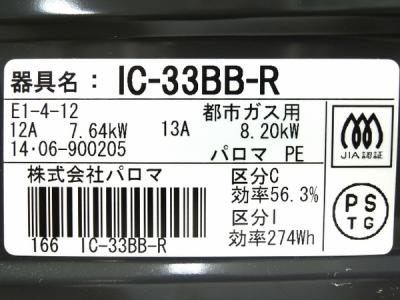 器具名： IC-33BB-R
E1-4-12 都市ガス用
12A 7.64kW 13A 8.20kW
14·06-900205 パロマ PE
株式会社パロマ 区分C
効率56.3%
区分I
166 IC-33BB-R 効率274Wh
JIA認証
PS
TG